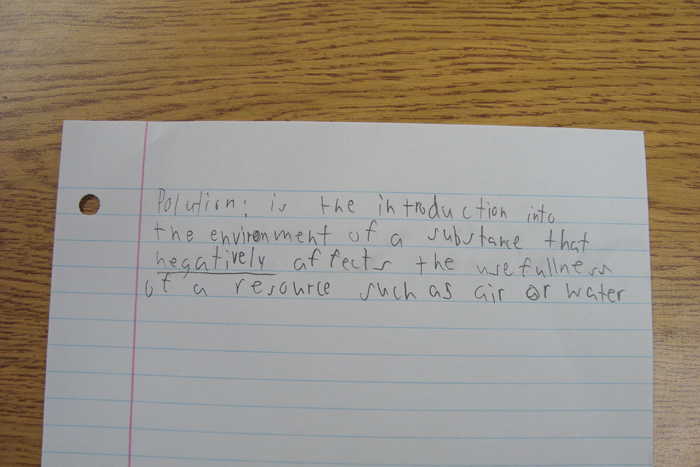 Polution: is the introduction into
the environment of a substance that
negatively affects the usefullness
of a resource such as air or water